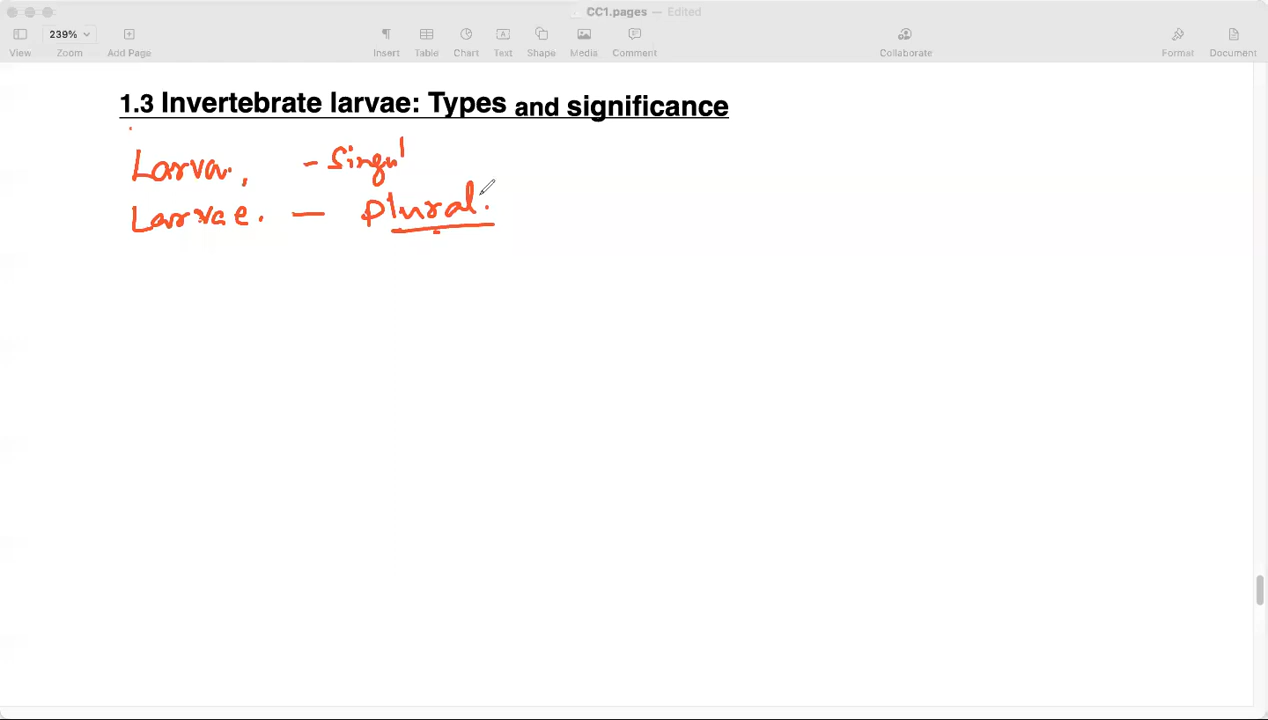 CC1.pages — Edited
239%
View Zoom Add Page Insert Table Chart Text Shape Media Comment Collaborate Format Document
1.3 Invertebrate larvae: Types and significance
Larva, - Singul
Larvae. — Plural.